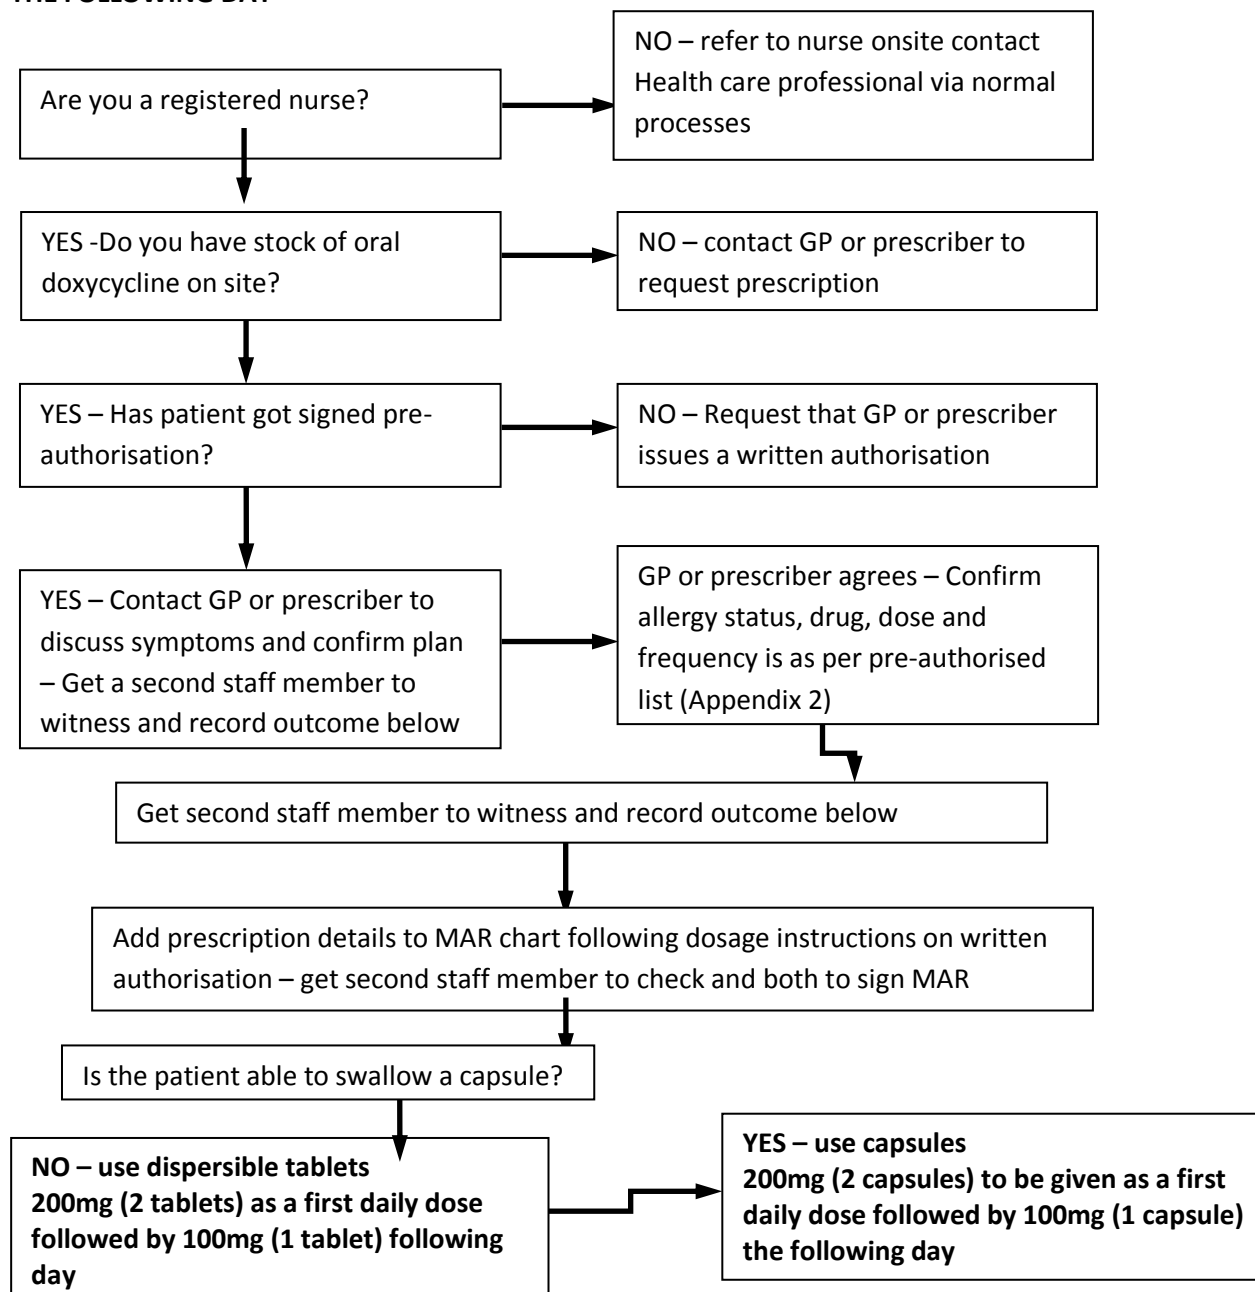 THE FOLLOWING DAY
NO – refer to nurse onsite contact
Health care professional via normal
processes
Are you a registered nurse?
YES -Do you have stock of oral
doxycycline on site?
NO – contact GP or prescriber to
request prescription
YES – Has patient got signed pre-
authorisation?
NO – Request that GP or prescriber
issues a written authorisation
YES – Contact GP or prescriber to
discuss symptoms and confirm plan
– Get a second staff member to
witness and record outcome below
GP or prescriber agrees – Confirm
allergy status, drug, dose and
frequency is as per pre-authorised
list (Appendix 2)
Get second staff member to witness and record outcome below
Add prescription details to MAR chart following dosage instructions on written
authorisation – get second staff member to check and both to sign MAR
Is the patient able to swallow a capsule?
NO – use dispersible tablets
200mg (2 tablets) as a first daily dose
followed by 100mg (1 tablet) following
day
YES – use capsules
200mg (2 capsules) to be given as a first
daily dose followed by 100mg (1 capsule)
the following day